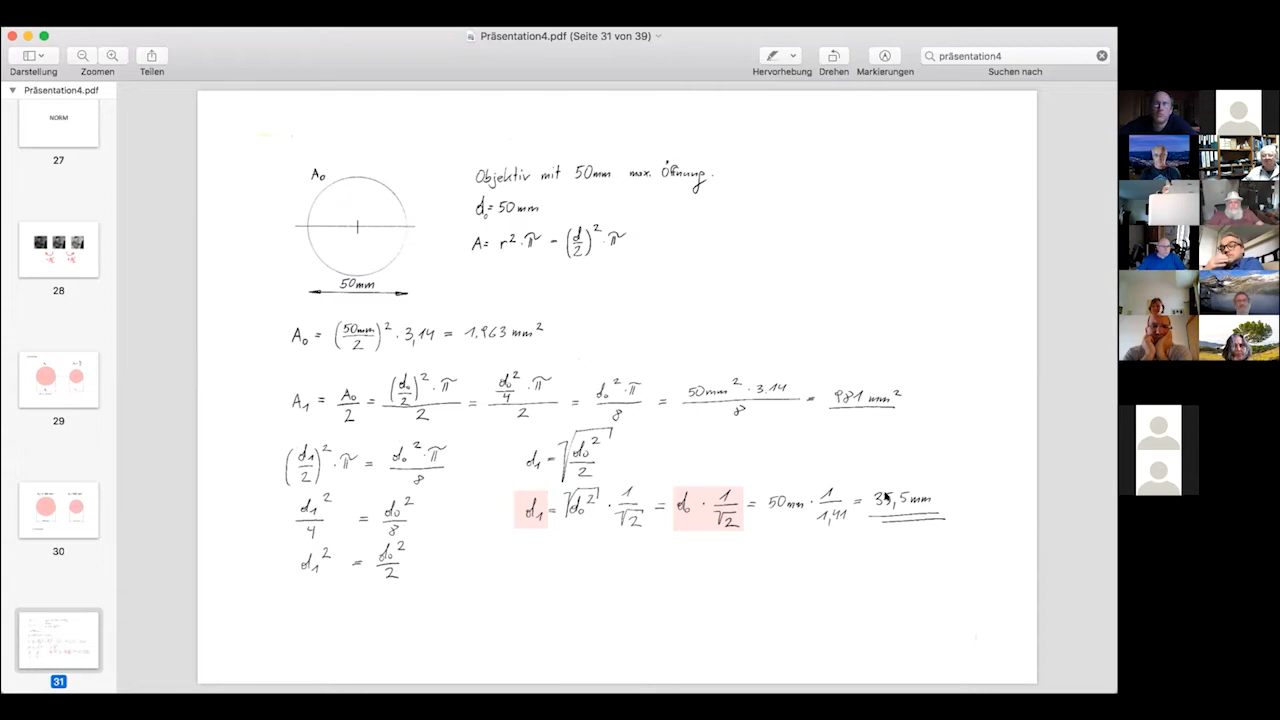 Präsentation4.pdf (Seite 31 von 39)
Darstellung
Zoomen
Teilen
Hervorhebung
Drehen
Markierungen
präsentation4
Suchen nach
Präsentation4.pdf
NORM
27
28
29
30
31
A₀
Objektiv mit 50mm max. Öffnung.
d₀ = 50mm
A = r² · π = (d/2)² · π
50mm
A₀ = (50mm/2)² · 3,14 = 1,963 mm²
A₁ = A₀/2 = (d₀/2)² · π / 2 = d₀²/4 · π / 2 = d₀² · π / 8 = 50mm² · 3.14 / 8 = 981 mm²
(d₁/2)² · π = d₀² · π / 8
d₁ = √(d₀²/2)
d₁²/4 = d₀²/8
d₁ = √d₀² · 1/√2 = d₀ · 1/√2 = 50mm · 1/1,41 = 35,5mm
d₁² = d₀²/2